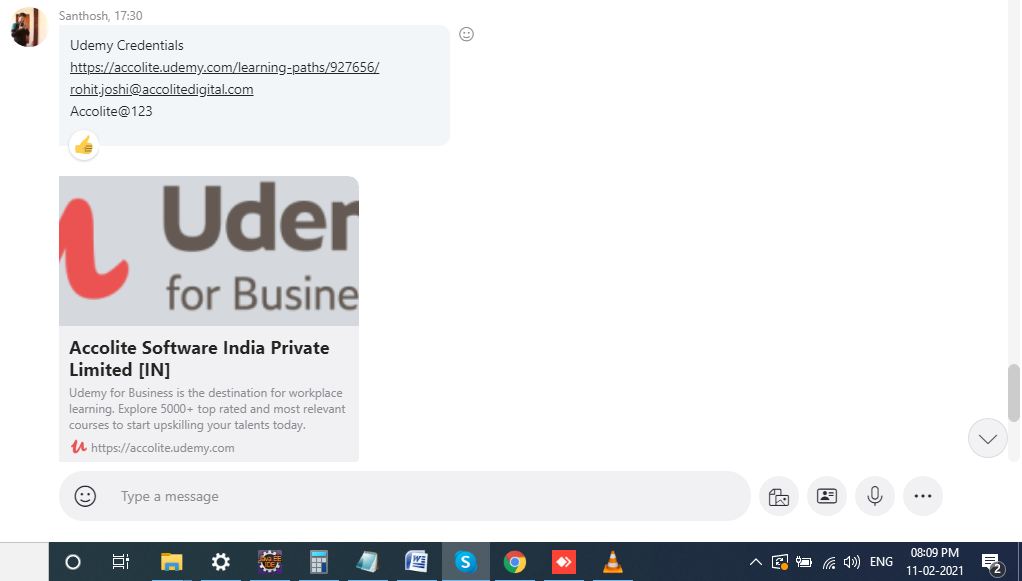 Santhosh, 17:30
Udemy Credentials
https://accolite.udemy.com/learning-paths/927656/
rohit.joshi@accolitedigital.com
Accolite@123
Uder
for Busine
Accolite Software India Private
Limited [IN]
Udemy for Business is the destination for workplace
learning. Explore 5000+ top rated and most relevant
courses to start upskilling your talents today.
https://accolite.udemy.com
Type a message
ENG
08:09 PM
11-02-2021
2